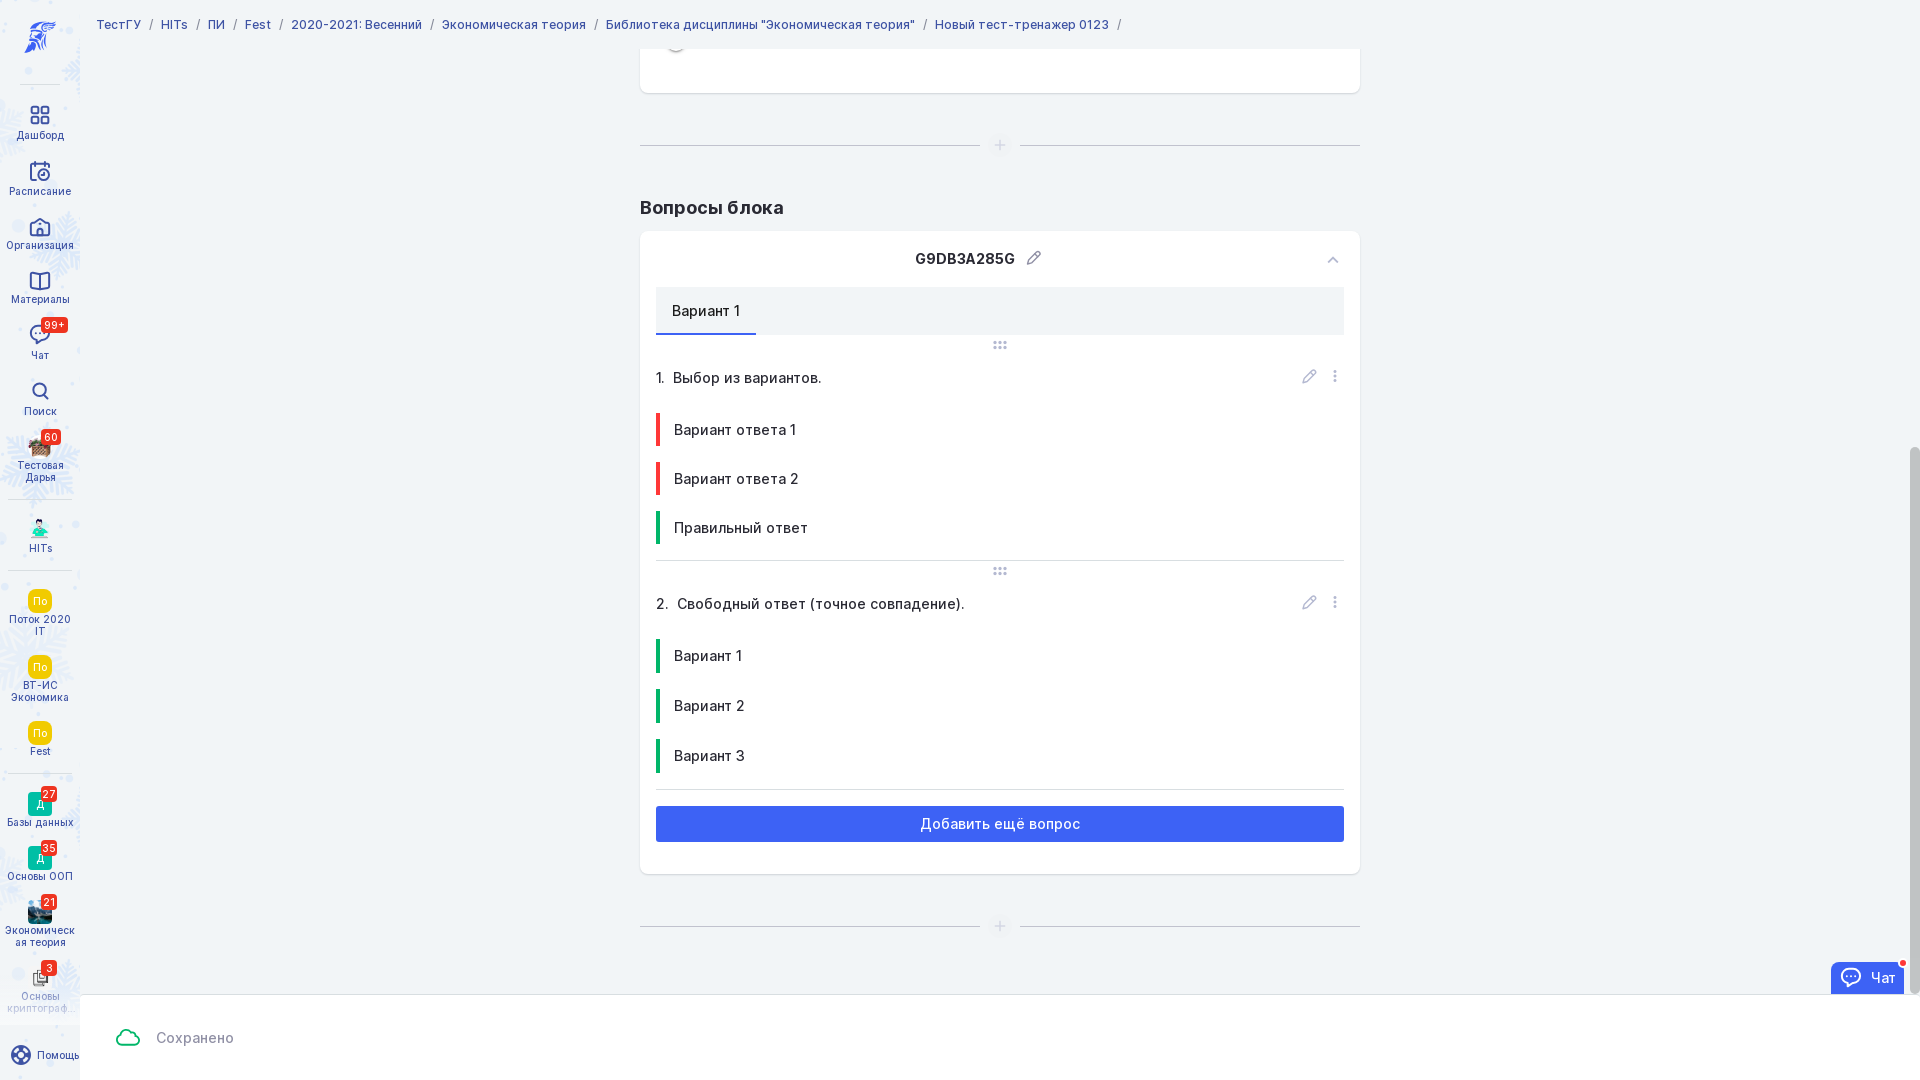 ТестГУ / HITs / ПИ / Fest / 2020-2021: Весенний / Экономическая теория / Библиотека дисциплины "Экономическая теория" / Новый тест-тренажер 0123 /
Дашборд
Расписание
Организация
Материалы
99+
Чат
Поиск
60
Тестовая
Дарья
HITs
По
Поток 2020
IT
По
ВТ-ИС
Экономика
По
Fest
27
Д
Базы данных
35
Д
Основы ООП
21
Экономическ
ая теория
3
Основы
криптограф...
Помощь
Вопросы блока
G9DB3A285G
Вариант 1
1. Выбор из вариантов.
Вариант ответа 1
Вариант ответа 2
Правильный ответ
2. Свободный ответ (точное совпадение).
Вариант 1
Вариант 2
Вариант 3
Добавить ещё вопрос
Чат
Сохранено